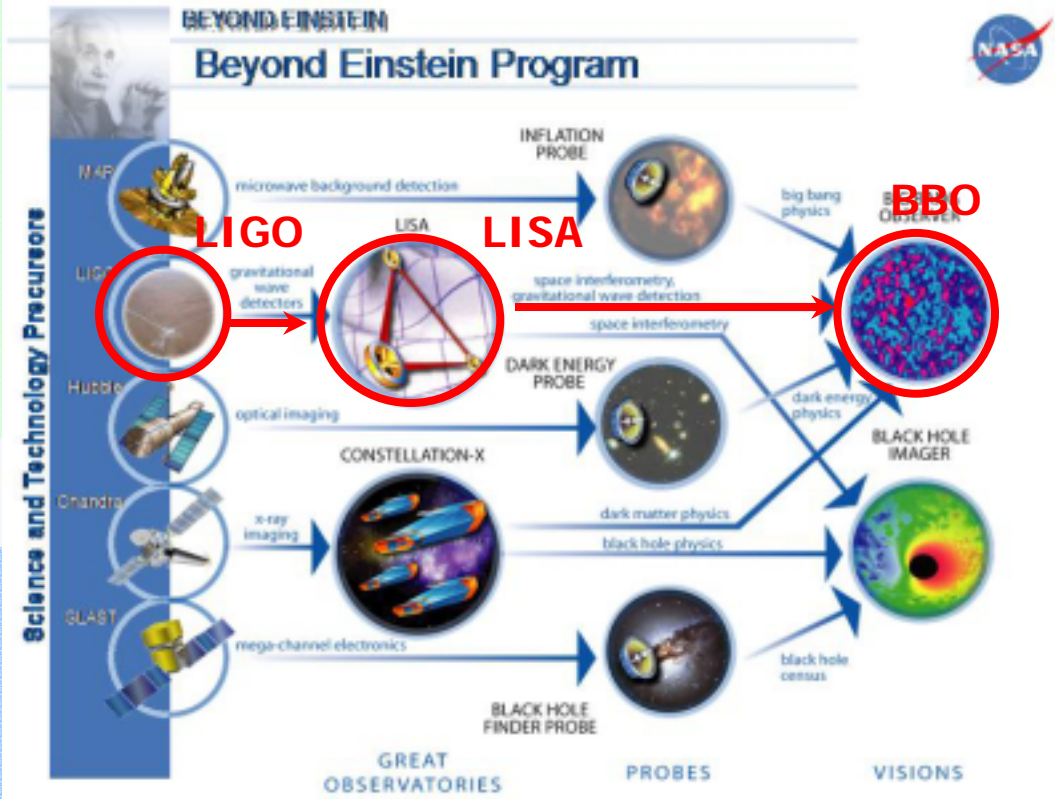 BEYOND EINSTEIN
Beyond Einstein Program
NASA
Science and Technology Precursors
MAP
microwave background detection
INFLATION
PROBE
big bang
physics
BBO
OBSERVER
LIGO
LIGO
gravitational
wave
detectors
LISA
LISA
space interferometry,
gravitational wave detection
space interferometry
Hubble
optical imaging
DARK ENERGY
PROBE
dark energy
physics
BLACK HOLE
IMAGER
Chandra
x-ray
imaging
CONSTELLATION-X
dark matter physics
black hole physics
GLAST
mega-channel electronics
BLACK HOLE
FINDER PROBE
black hole
census
GREAT
OBSERVATORIES
PROBES
VISIONS